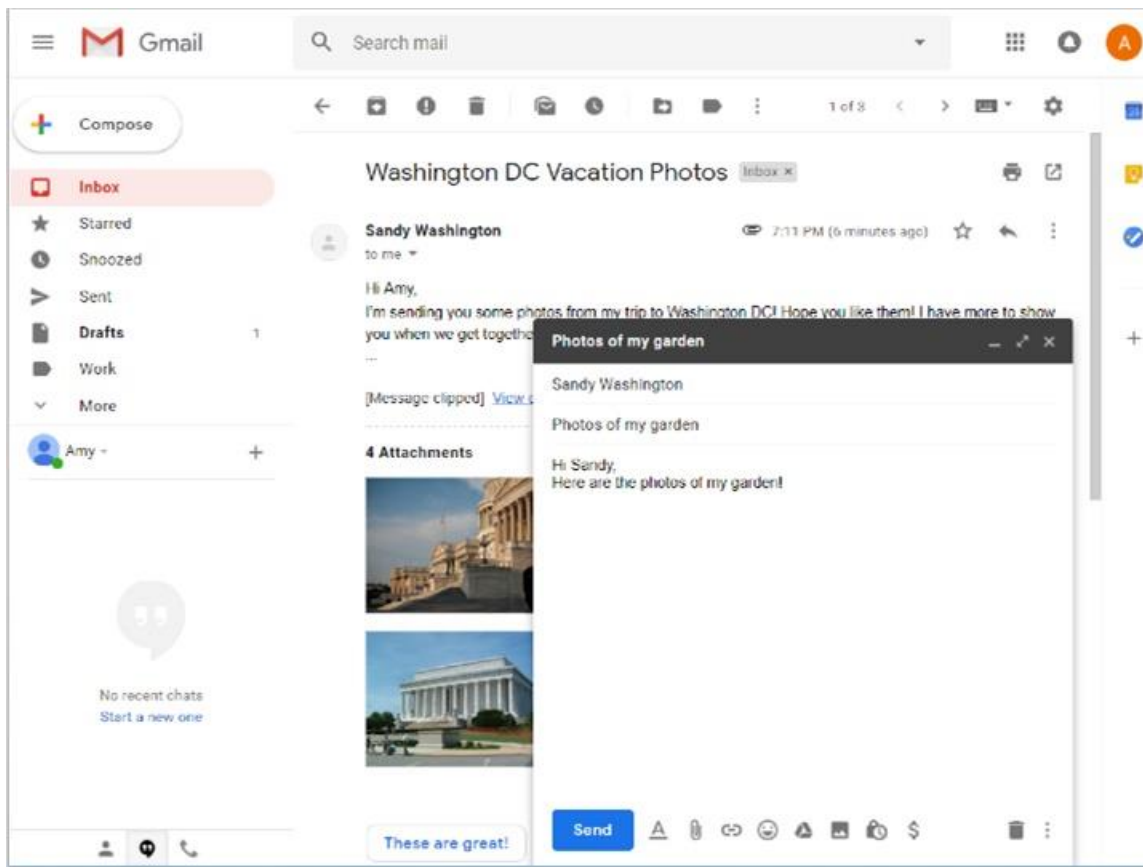 Gmail
Search mail
A
Compose
1 of 3
Inbox
Starred
Snoozed
Sent
Drafts 1
Work
More
Amy
No recent chats
Start a new one
Washington DC Vacation Photos Inbox ×
Sandy Washington 7:11 PM (6 minutes ago)
to me
Hi Amy,
I'm sending you some photos from my trip to Washington DC! Hope you like them! I have more to show
you when we get togethe
...
[Message clipped] View
4 Attachments
These are great!
Photos of my garden
Sandy Washington
Photos of my garden
Hi Sandy,
Here are the photos of my garden!
Send